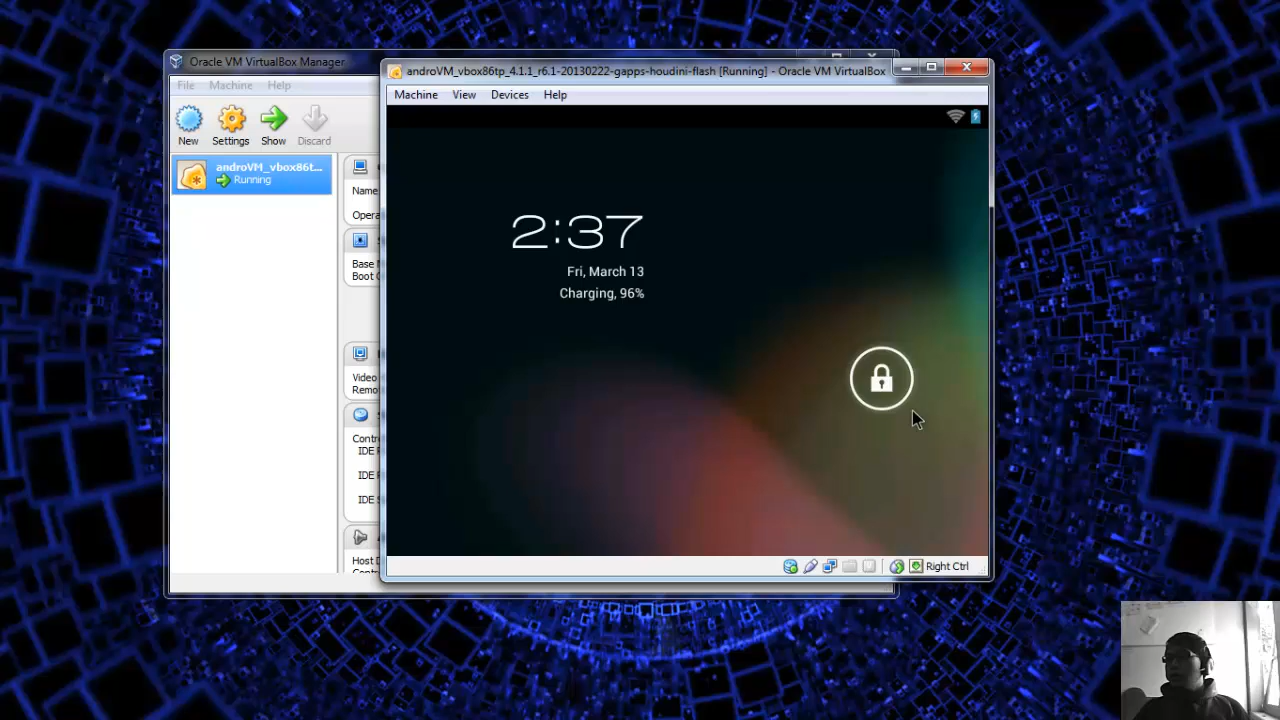 Oracle VM VirtualBox Manager
File Machine Help
New Settings Show Discard
androVM_vbox86t...
Running
Name
Opera
Base
Boot
Video
Remo
Contro
IDE
IDE
IDE
Host D
androVM_vbox86tp_4.1.1_r6.1-20130222-gapps-houdini-flash [Running] - Oracle VM VirtualBox
Machine View Devices Help
2:37
Fri, March 13
Charging, 96%
Right Ctrl